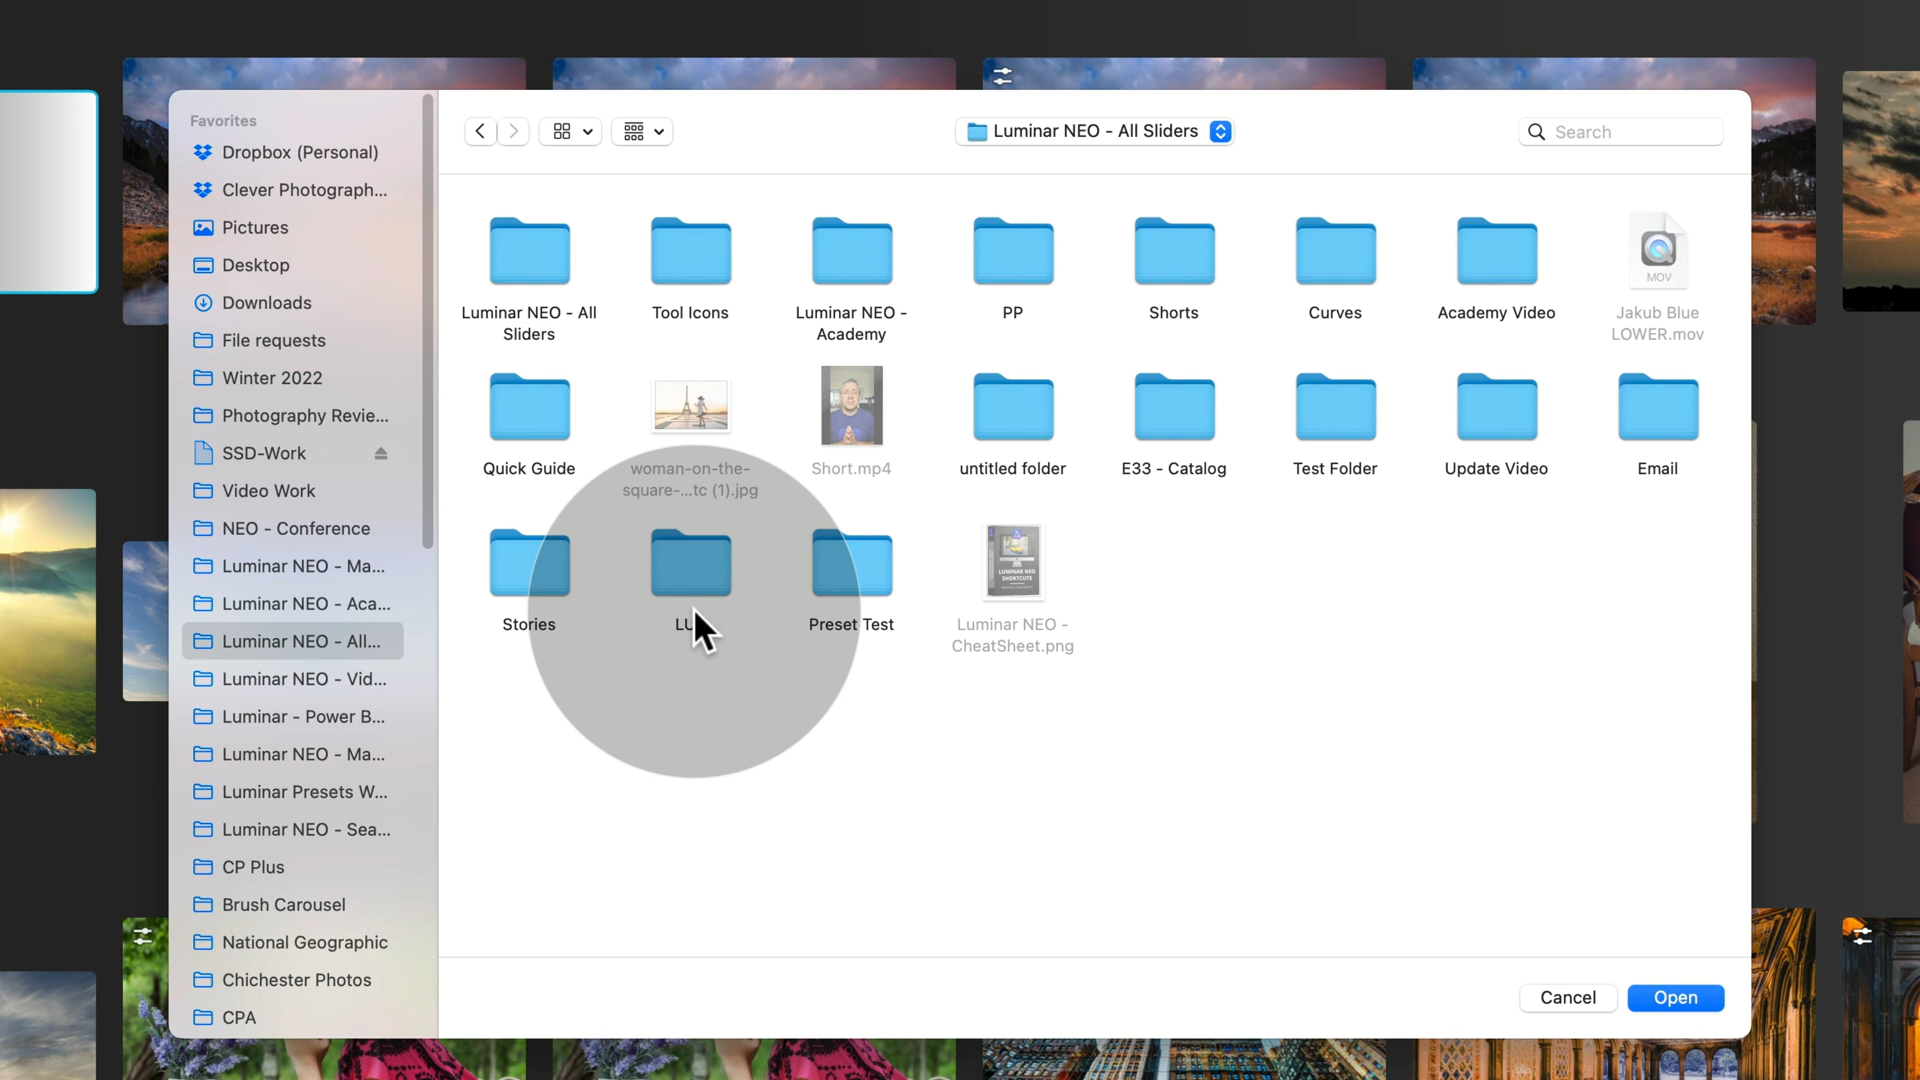 Favorites
Dropbox (Personal)
Clever Photograph...
Pictures
Desktop
Downloads
File requests
Winter 2022
Photography Revie...
SSD-Work
Video Work
NEO - Conference
Luminar NEO - Ma...
Luminar NEO - Aca...
Luminar NEO - All...
Luminar NEO - Vid...
Luminar - Power B...
Luminar NEO - Ma...
Luminar Presets W...
Luminar NEO - Sea...
CP Plus
Brush Carousel
National Geographic
Chichester Photos
CPA
Luminar NEO - All Sliders
Search
Luminar NEO - All
Sliders
Tool Icons
Luminar NEO -
Academy
PP
Shorts
Curves
Academy Video
MOV
Jakub Blue
LOWER.mov
Quick Guide
woman-on-the-
square-...tc (1).jpg
Short.mp4
untitled folder
E33 - Catalog
Test Folder
Update Video
Email
Stories
Preset Test
LUMINAR NEO
SHORTCUTS
Luminar NEO -
CheatSheet.png
Cancel
Open